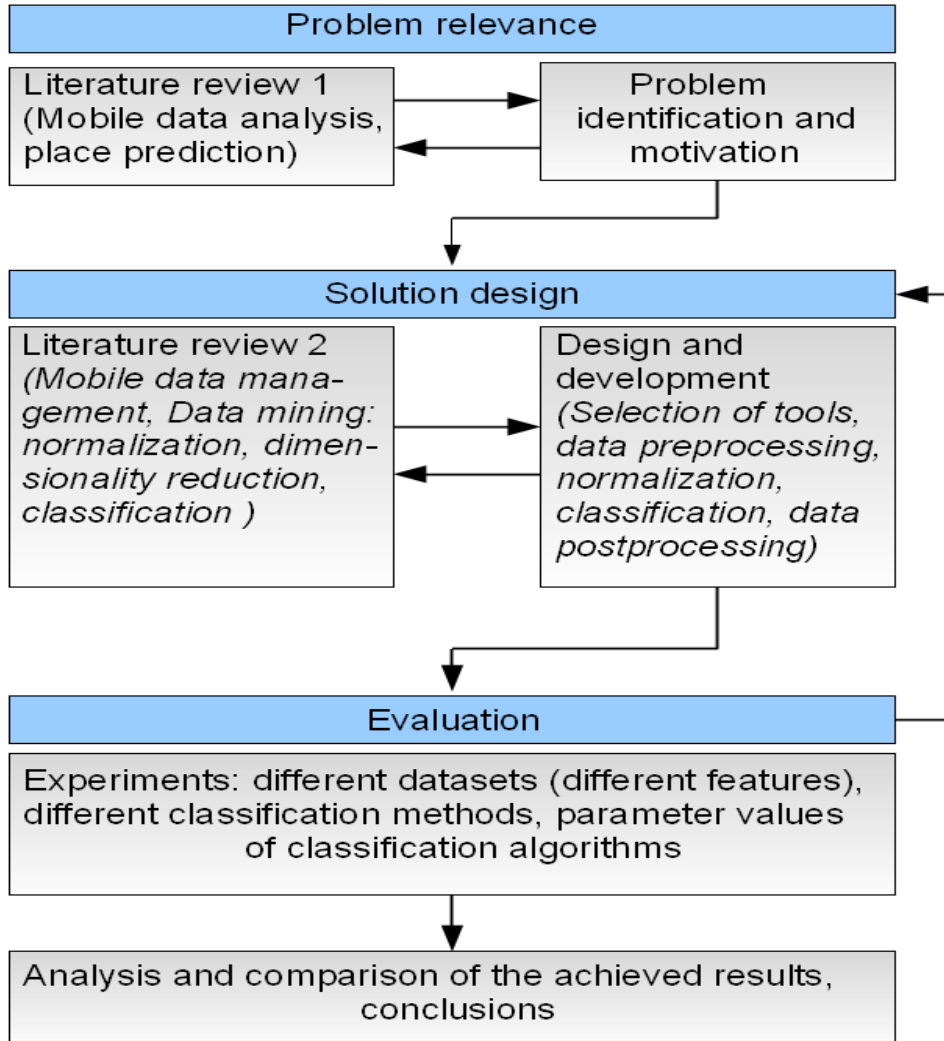 Problem relevance
Literature review 1
(Mobile data analysis,
place prediction)
Problem
identification and
motivation
Solution design
Literature review 2
(Mobile data mana-
gement, Data mining:
normalization, dimen-
sionality reduction,
classification )
Design and
development
(Selection of tools,
data preprocessing,
normalization,
classification, data
postprocessing)
Evaluation
Experiments: different datasets (different features),
different classification methods, parameter values
of classification algorithms
Analysis and comparison of the achieved results,
conclusions